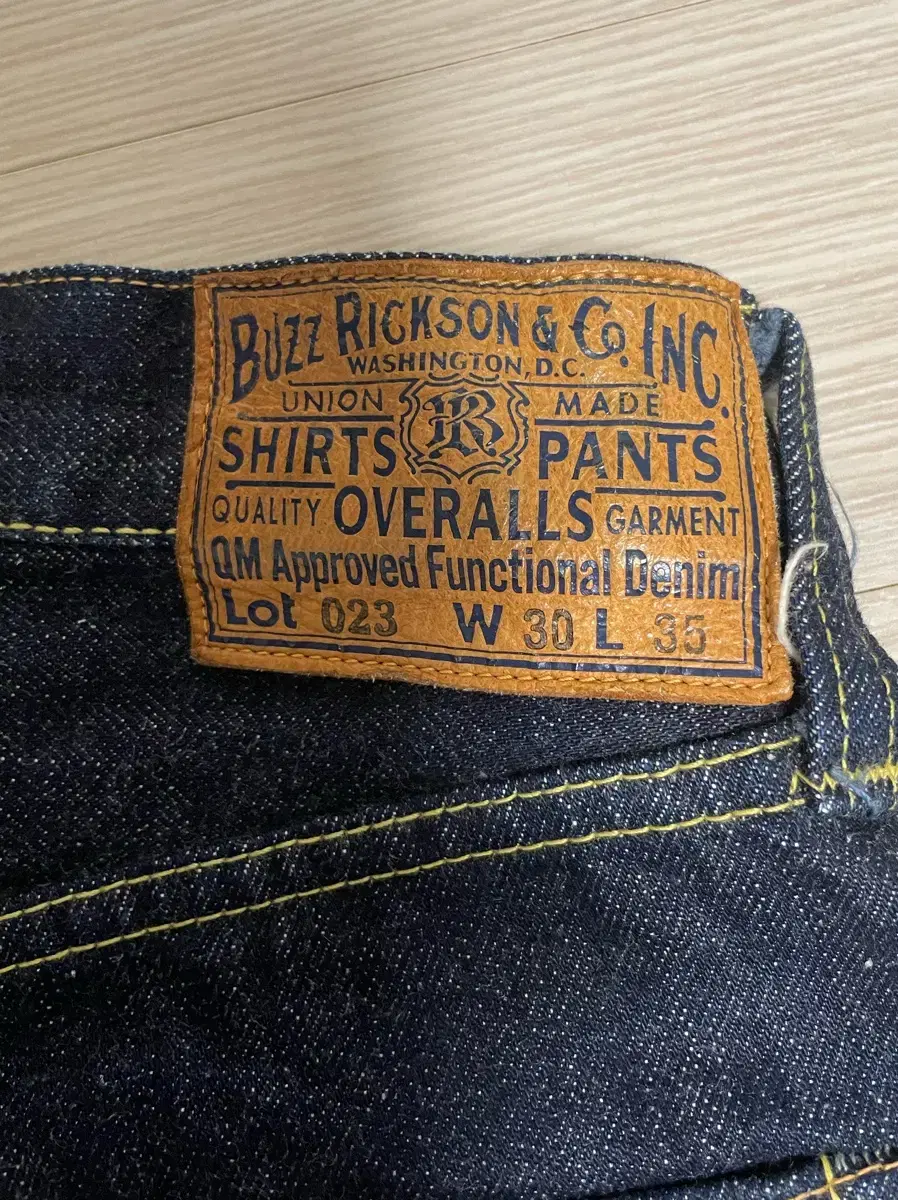 BUZZ RICKSON & CO. INC.
WASHINGTON, D.C.
UNION BR MADE
SHIRTS PANTS
QUALITY OVERALLS GARMENT
QM Approved Functional Denim
Lot 023 W 30 L 35